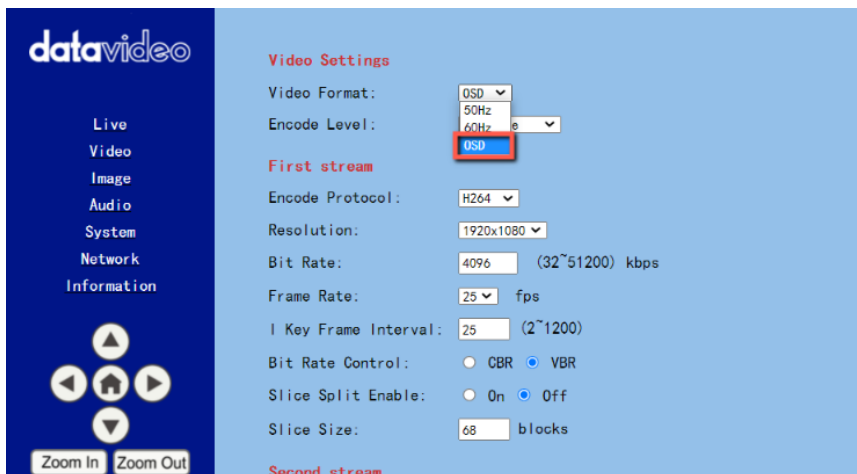 datavideo
Live
Video
Image
Audio
System
Network
Information
Zoom In Zoom Out
Video Settings
Video Format: OSD
50Hz
60Hz
OSD
Encode Level: e
First stream
Encode Protocol: H264
Resolution: 1920x1080
Bit Rate: 4096 (32~51200) kbps
Frame Rate: 25 fps
I Key Frame Interval: 25 (2~1200)
Bit Rate Control: CBR VBR
Slice Split Enable: On Off
Slice Size: 68 blocks
Second stream